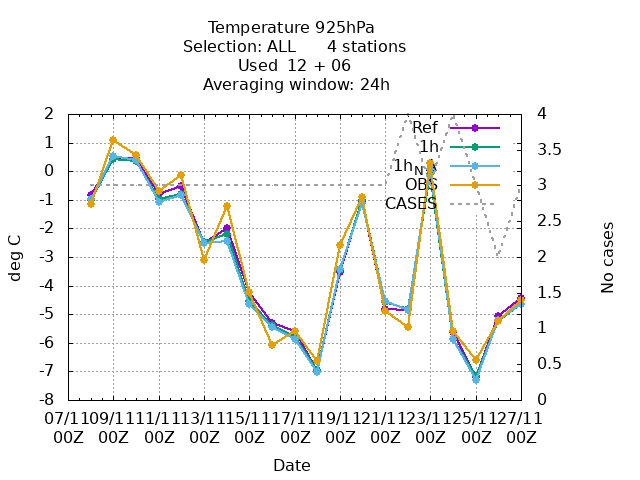 Temperature 925hPa
Selection: ALL      4 stations
Used  12 + 06
Averaging window: 24h
2
1
0
-1
-2
-3
-4
-5
-6
-7
-8
deg C
4
3.5
3
2.5
2
1.5
1
0.5
0
No cases
Ref
1h
OBS
CASES
07/11 09/11 11/11 13/11 15/11 17/11 19/11 21/11 23/11 25/11 27/11
00Z 00Z 00Z 00Z 00Z 00Z 00Z 00Z 00Z 00Z 00Z
Date